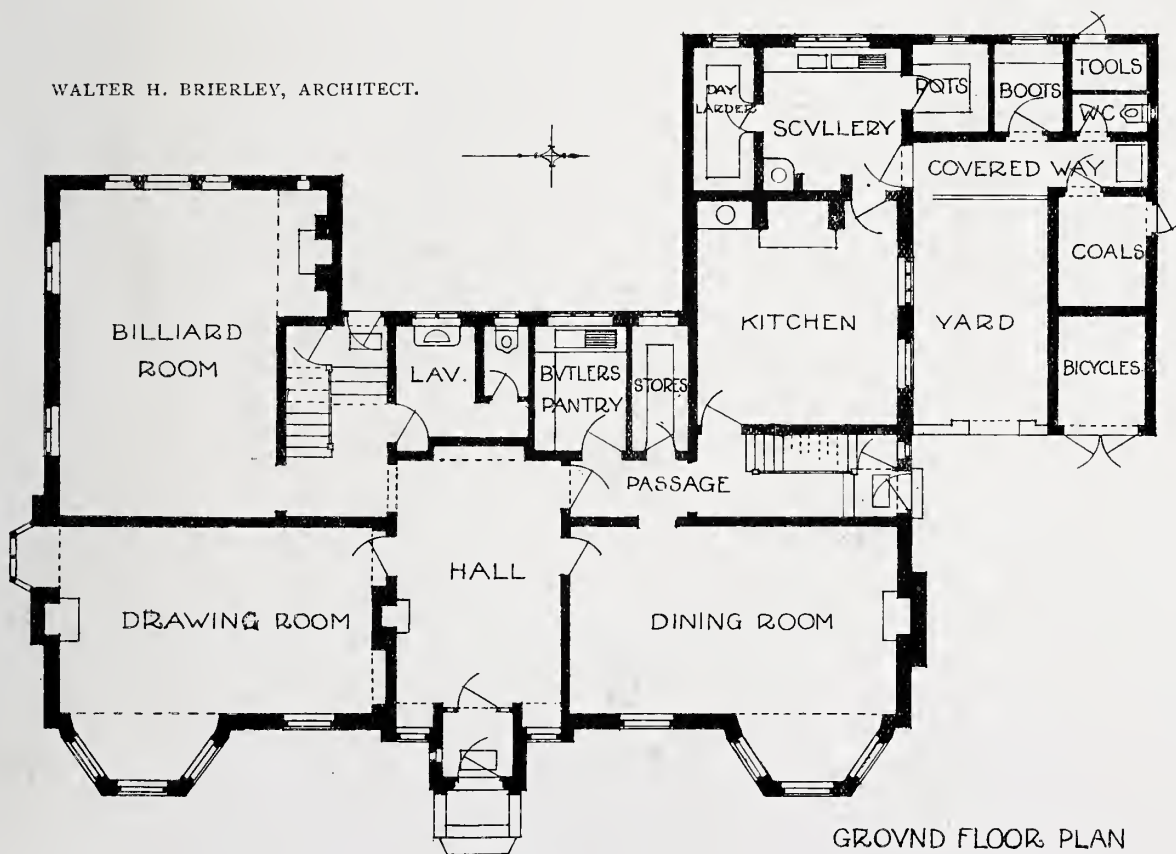 WALTER H. BRIERLEY, ARCHITECT.
DAY
LARDER
SCVLLERY
POTS
BOOTS
TOOLS
WC
COVERED WAY
COALS
BILLIARD
ROOM
LAV.
BVTLERS
PANTRY
STORES
KITCHEN
YARD
BICYCLES
PASSAGE
HALL
DRAWING ROOM
DINING ROOM
GROVND FLOOR PLAN